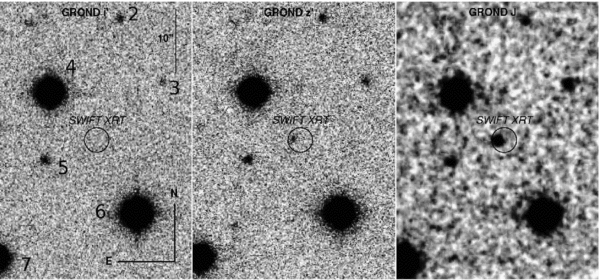 GROND i'
2
10"
4
3
SWIFT XRT
5
6
N
E
7
GROND z'
SWIFT XRT
GROND J
SWIFT XRT